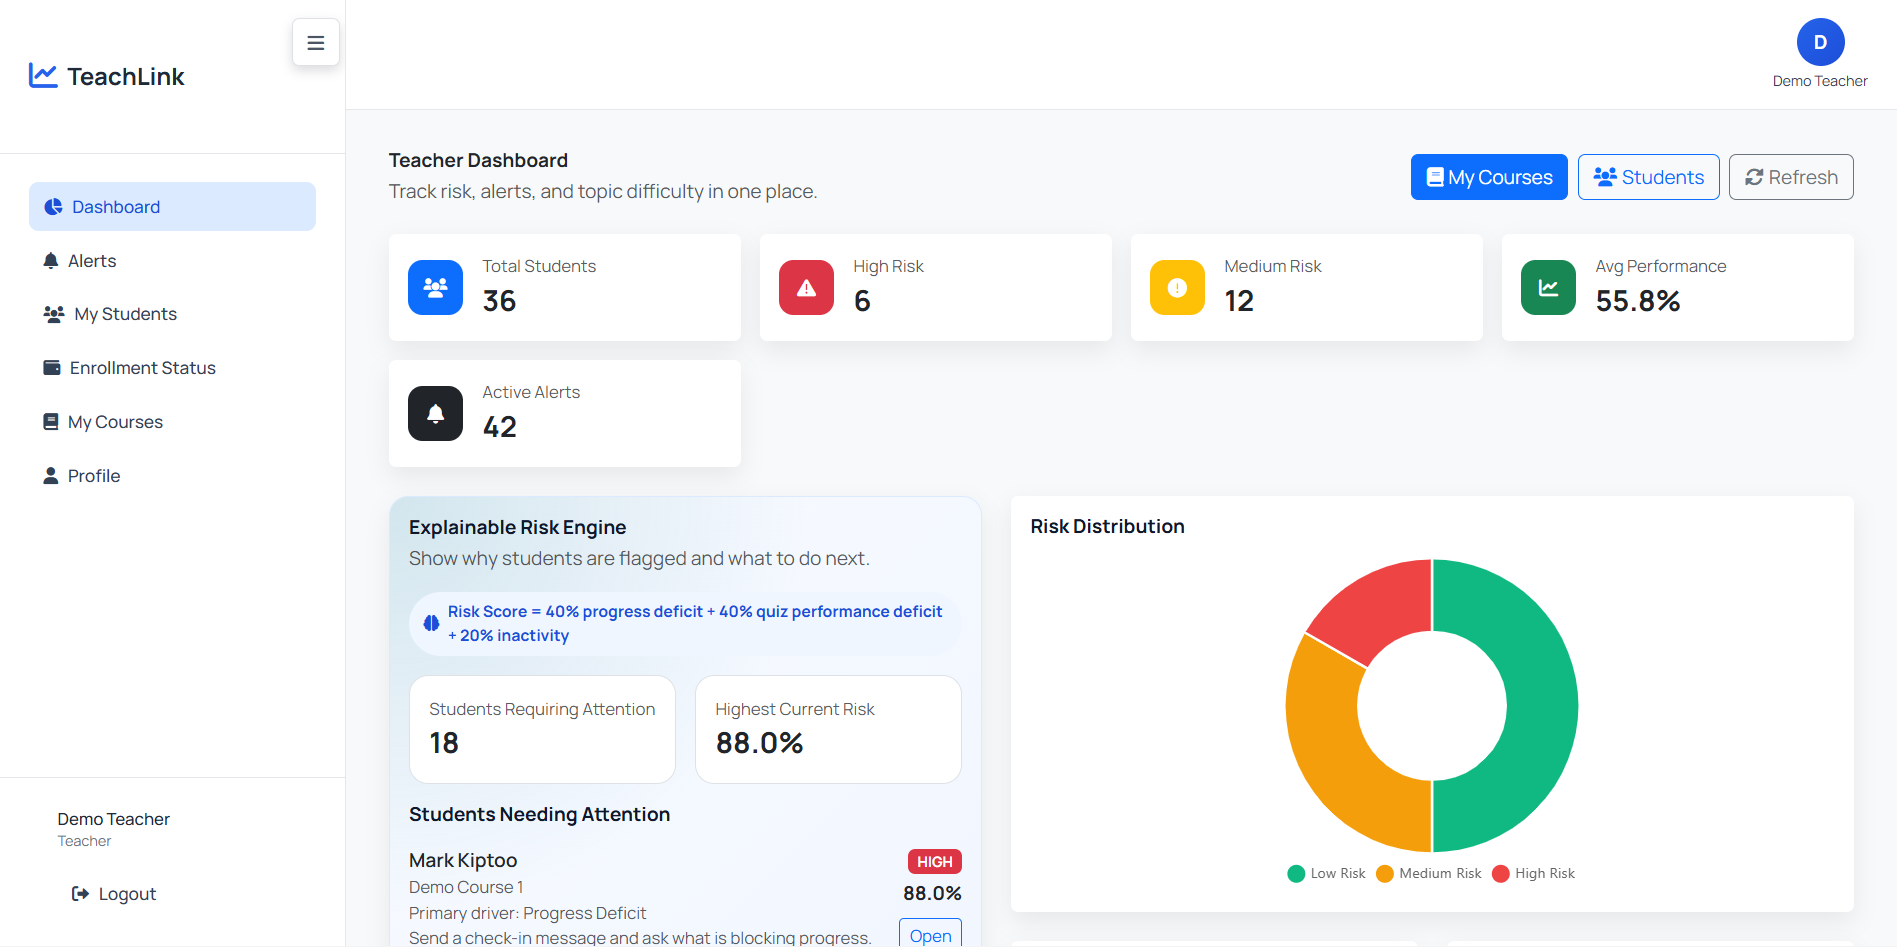 TeachLink
D
Demo Teacher
Dashboard
Alerts
My Students
Enrollment Status
My Courses
Profile
Demo Teacher
Teacher
Logout
Teacher Dashboard
Track risk, alerts, and topic difficulty in one place.
My Courses
Students
Refresh
Total Students
36
High Risk
6
Medium Risk
12
Avg Performance
55.8%
Active Alerts
42
Explainable Risk Engine
Show why students are flagged and what to do next.
Risk Score = 40% progress deficit + 40% quiz performance deficit
+ 20% inactivity
Students Requiring Attention
18
Highest Current Risk
88.0%
Students Needing Attention
Mark Kiptoo
HIGH
Demo Course 1
88.0%
Primary driver: Progress Deficit
Send a check-in message and ask what is blocking progress.
Open
Risk Distribution
Low Risk
Medium Risk
High Risk